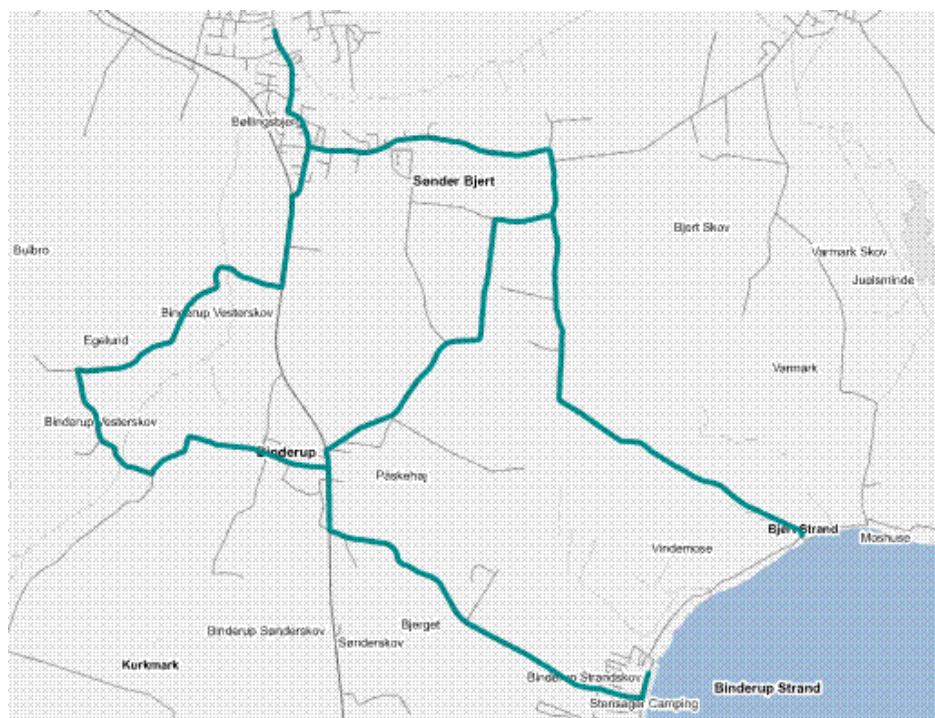 Bøllingsbjerg
Sønder Bjert
Bjert Skov
Bulbro
Varmark Skov
Juelsminde
Binderup Vesterskov
Egelund
Varmark
Binderup Vesterskov
Binderup
Påskehøj
Bjert Strand
Moshuse
Vindemose
Bjerget
Binderup Sønderskov
Sønderskov
Kurkmark
Binderup Strandskov
Binderup Strand
Stensager Camping